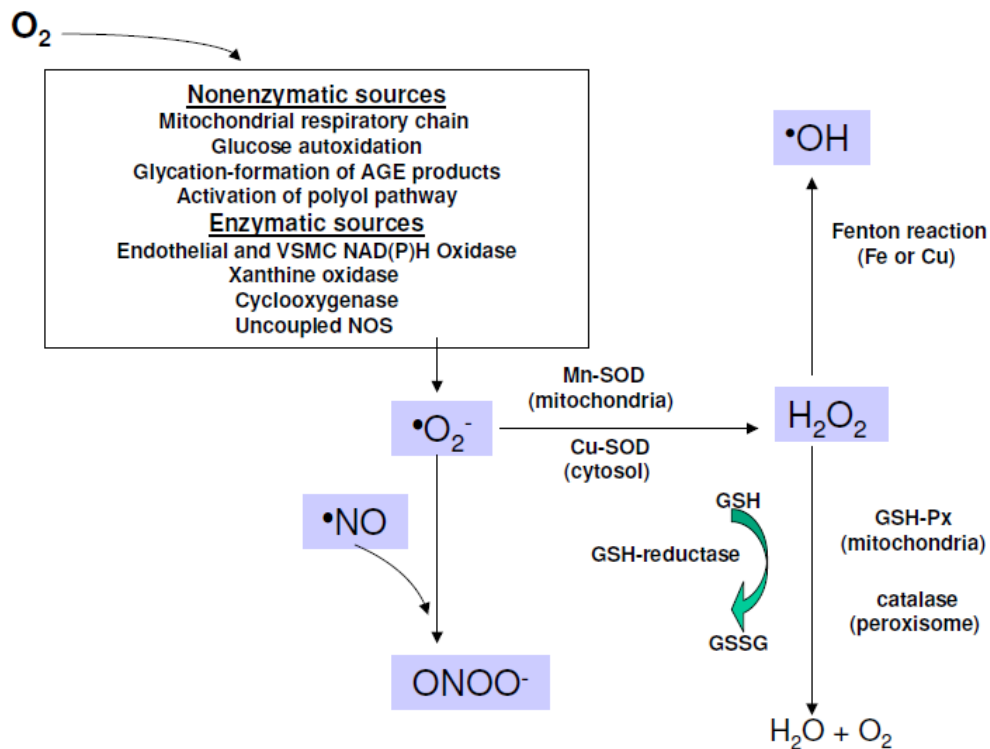 O₂
Nonenzymatic sources
Mitochondrial respiratory chain
Glucose autoxidation
Glycation-formation of AGE products
Activation of polyol pathway
Enzymatic sources
Endothelial and VSMC NAD(P)H Oxidase
Xanthine oxidase
Cyclooxygenase
Uncoupled NOS
•OH
Fenton reaction
(Fe or Cu)
Mn-SOD
(mitochondria)
•O₂⁻
H₂O₂
Cu-SOD
(cytosol)
•NO
GSH
GSH-reductase
GSSG
GSH-Px
(mitochondria)
catalase
(peroxisome)
ONOO⁻
H₂O + O₂